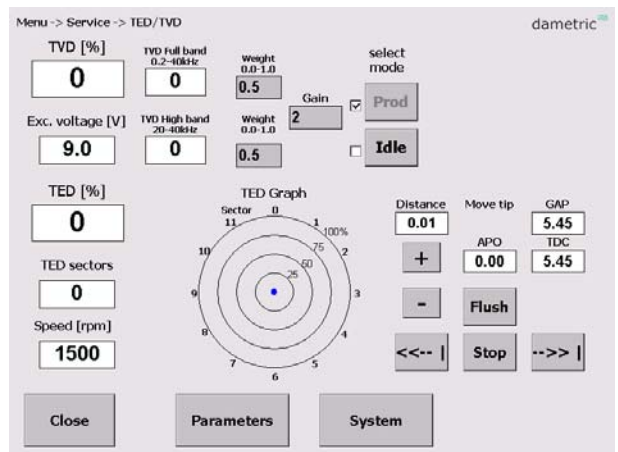 Menu -> Service -> TED/TVD
dametric
TVD [%]
0
TVD Full band
0.2-40kHz
0
Weight
0.0-1.0
0.5
Gain
2
select
mode
Prod
Exc. voltage [V]
9.0
TVD High band
20-40kHz
0
Weight
0.0-1.0
0.5
Idle
TED [%]
0
TED Graph
Sector
0
1
2
3
4
5
6
7
8
9
10
11
100%
75
50
25
Distance
0.01
Move tip
GAP
5.45
+
APO
0.00
TDC
5.45
TED sectors
0
-
Flush
Speed [rpm]
1500
<<-- |
Stop
-->> |
Close
Parameters
System